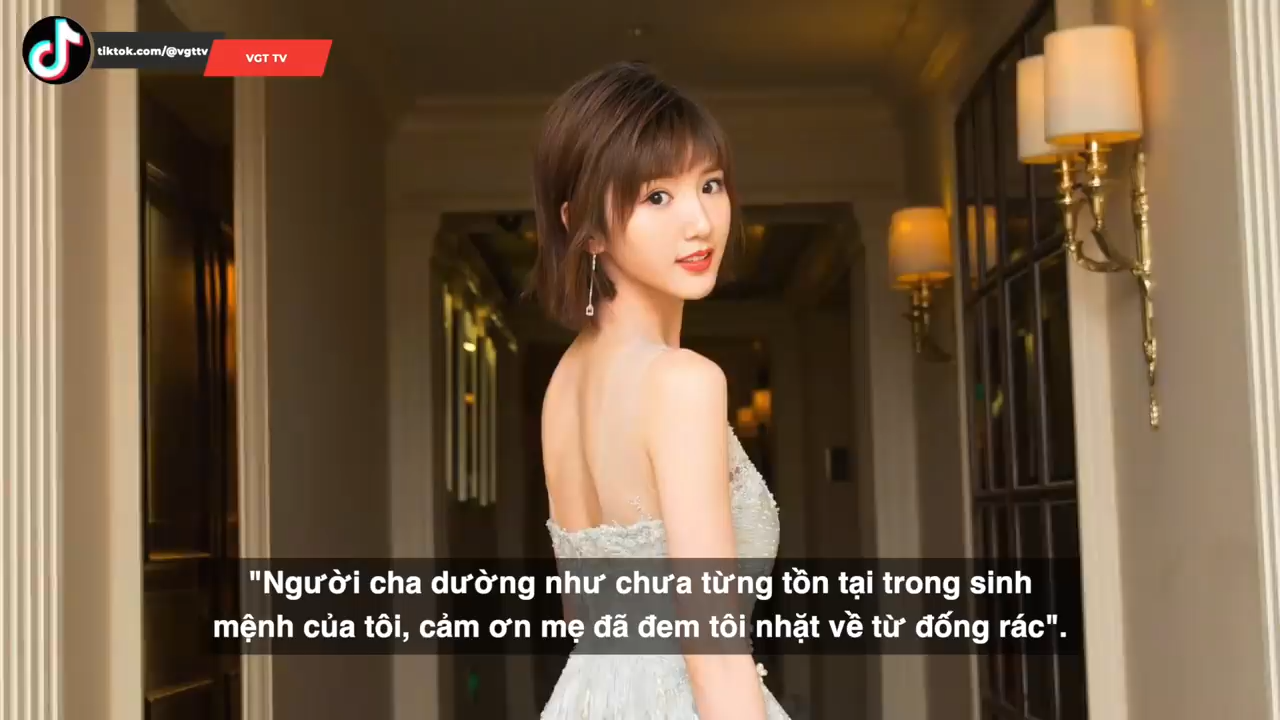 tiktok.com/@vgttv
VGT TV
"Người cha dường như chưa từng tồn tại trong sinh
mệnh của tôi, cảm ơn mẹ đã đem tôi nhặt về từ đống rác".